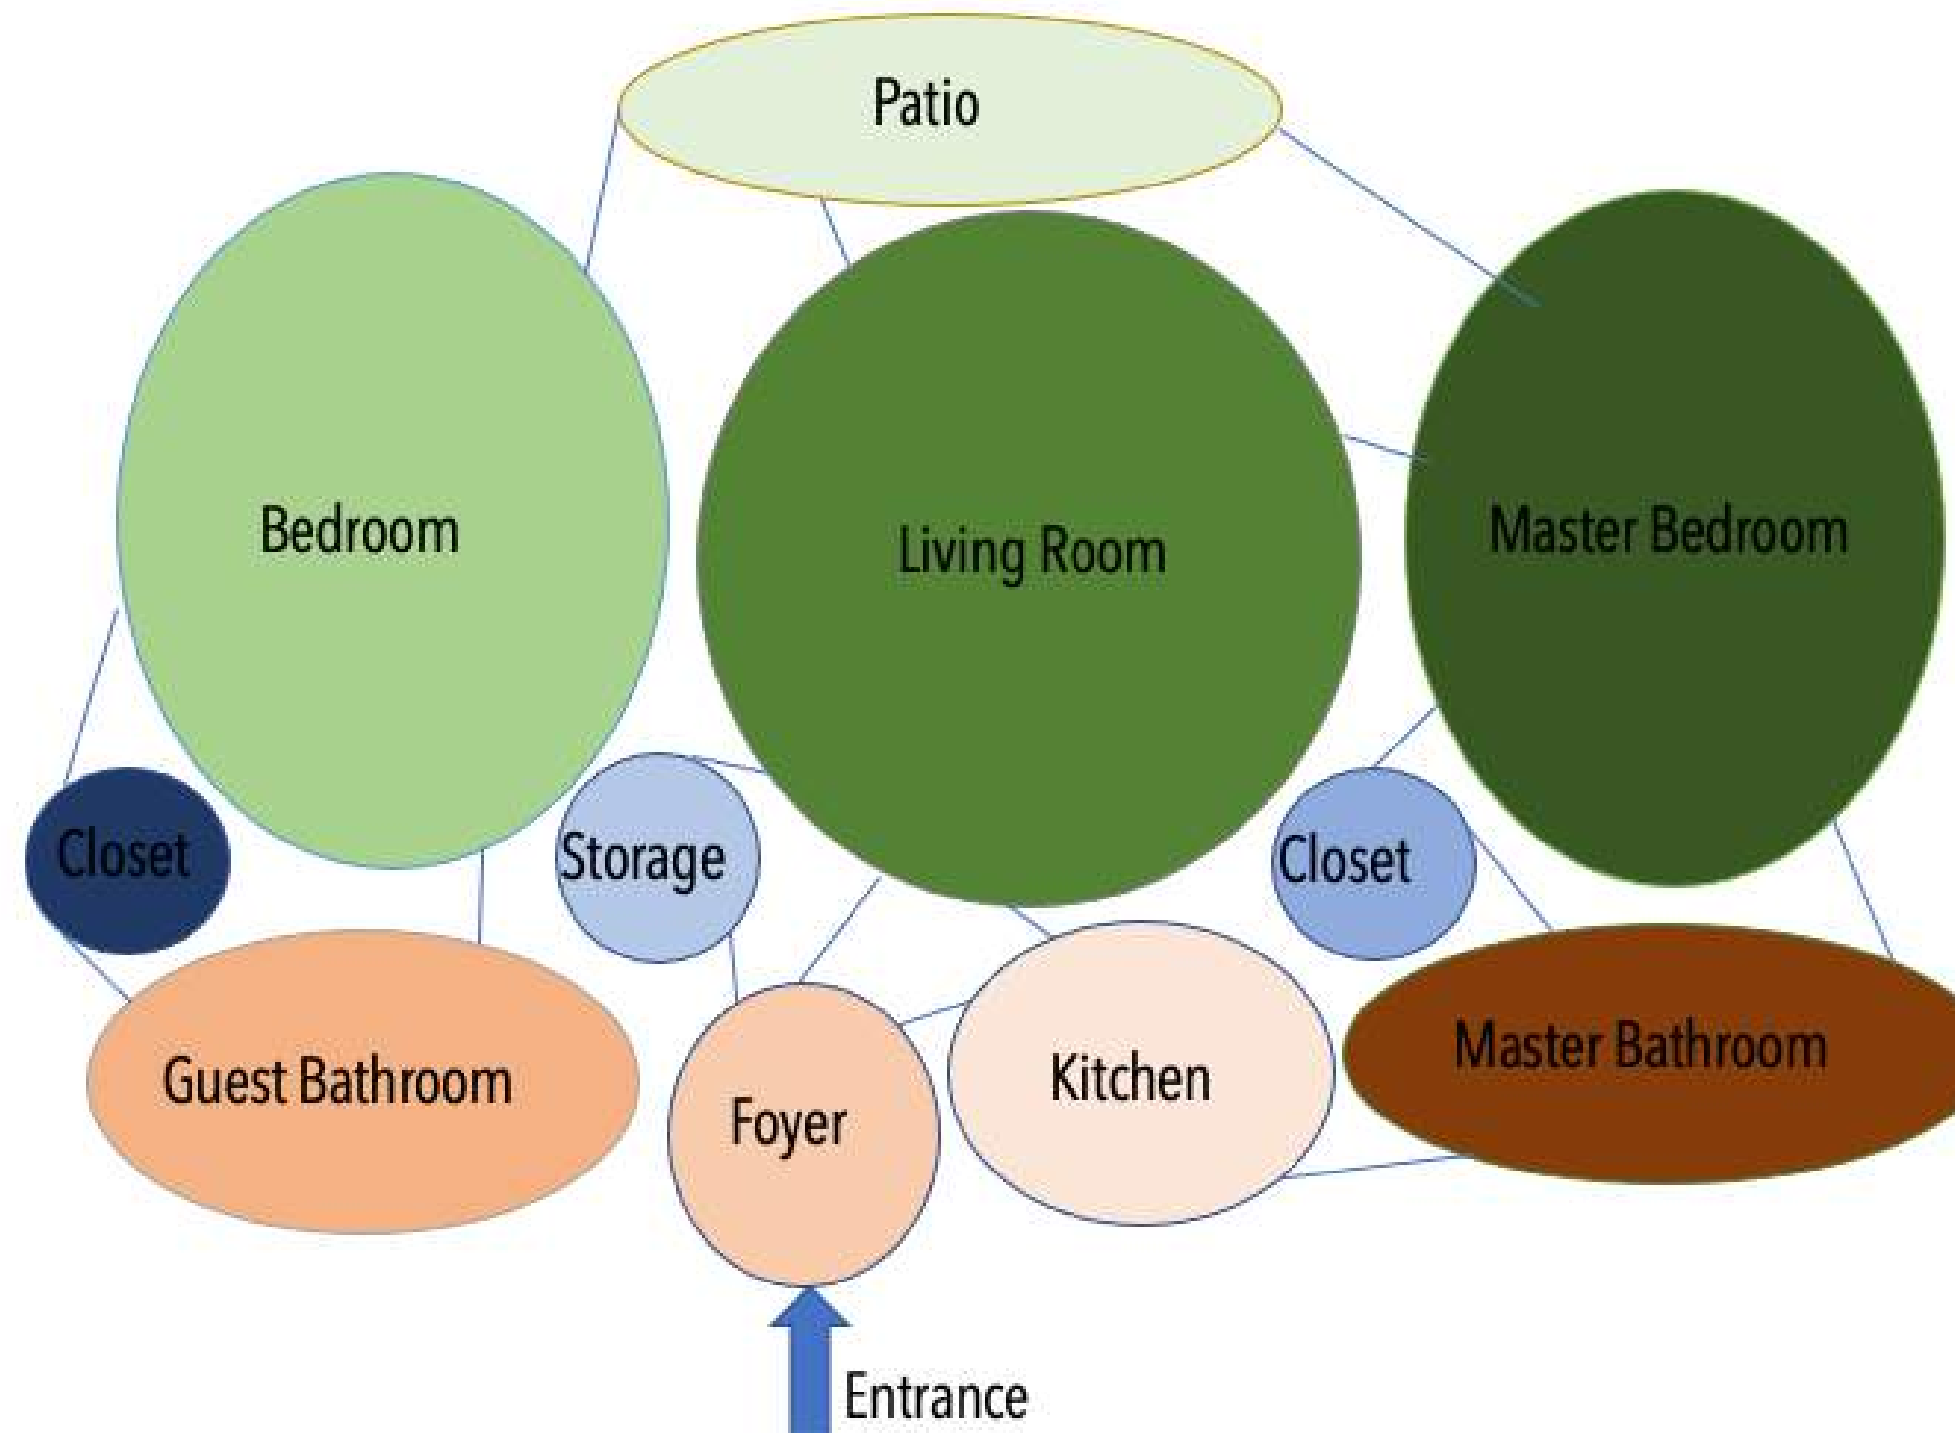 Patio
Bedroom
Living Room
Master Bedroom
Closet
Storage
Closet
Guest Bathroom
Foyer
Kitchen
Master Bathroom
Entrance